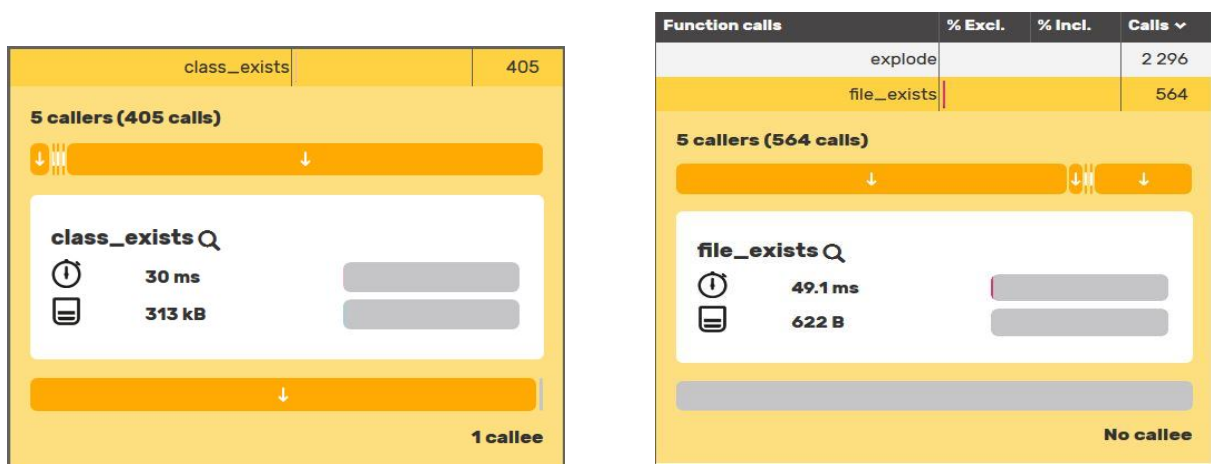 class_exists 405
5 callers (405 calls)
class_exists
30 ms
313 kB
1 callee
Function calls % Excl. % Incl. Calls
explode 2 296
file_exists 564
5 callers (564 calls)
file_exists
49.1 ms
622 B
No callee